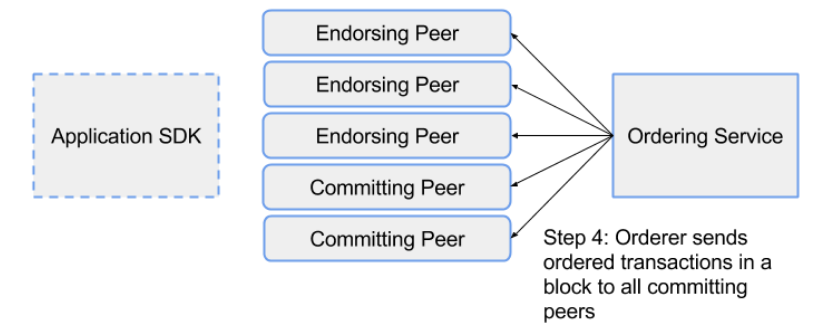 Endorsing Peer
Endorsing Peer
Application SDK
Endorsing Peer
Ordering Service
Committing Peer
Committing Peer
Step 4: Orderer sends
ordered transactions in a
block to all committing
peers